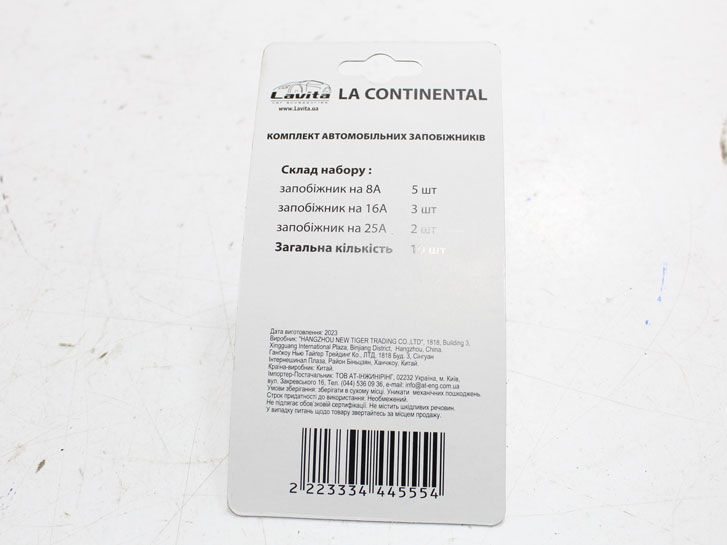 Lavita
CAR ACCESSORIES
www.Lavita.ua
LA CONTINENTAL
КОМПЛЕКТ АВТОМОБІЛЬНИХ ЗАПОБІЖНИКІВ
Склад набору :
запобіжник на 8А 5 шт
запобіжник на 16А 3 шт
запобіжник на 25А 2 шт
Загальна кількість 10 шт
Дата виготовлення: 2023
Виробник: "HANGZHOU NEW TIGER TRADING CO.,LTD", 1818, Building 3,
Xingguang International Plaza, Binjiang District, Hangzhou, China.
Гангжоу Нью Тайгер Трейдинг Ко., ЛТД, 1818 Буд. 3, Сінгуан
Інтернешинал Плаза, Район Біньцзян, Ханчжоу, Китай.
Країна-виробник: Китай.
Імпортер-Постачальник: ТОВ АТ-ІНЖИНІРІНГ, 02232 Україна, м. Київ,
вул. Закревського 16, Тел. (044) 536 09 36, e-mail: info@at-eng.com.ua
Умови зберігання: зберігати в сухому місці. Уникати механічних пошкоджень.
Строк придатності до використання: Необмежений.
Не підлягає обов'язковій сертифікації. Не містить шкідливих речовин.
У випадку питань щодо товару звертайтесь за місцем продажу.
2 223334 445554